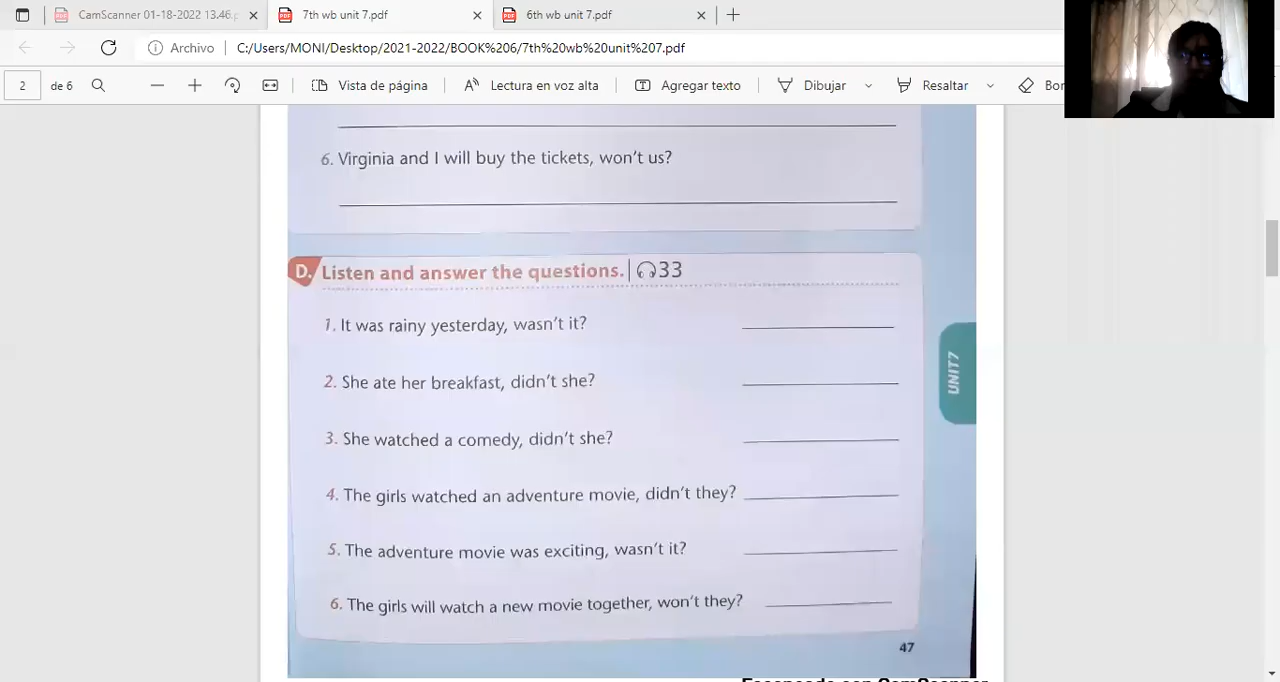 CamScanner 01-18-2022 13.46.p
7th wb unit 7.pdf
6th wb unit 7.pdf
Archivo
C:/Users/MONI/Desktop/2021-2022/BOOK%206/7th%20wb%20unit%207.pdf
2 de 6
Vista de página
Lectura en voz alta
Agregar texto
Dibujar
Resaltar
Bor
6. Virginia and I will buy the tickets, won't us?
D. Listen and answer the questions. | 33
1. It was rainy yesterday, wasn't it?
2. She ate her breakfast, didn't she?
3. She watched a comedy, didn't she?
4. The girls watched an adventure movie, didn't they?
5. The adventure movie was exciting, wasn't it?
6. The girls will watch a new movie together, won't they?
UNIT7
47